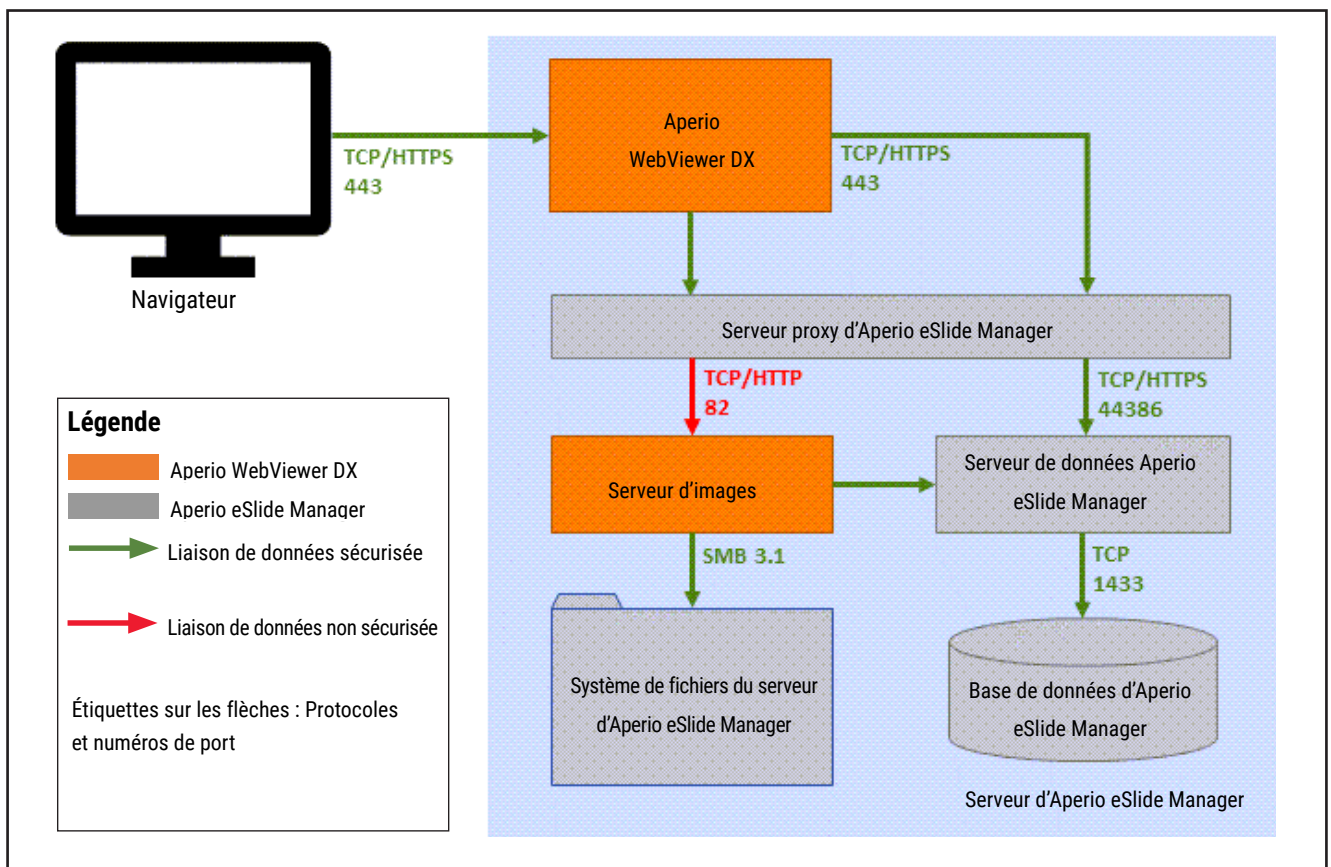 Aperio
WebViewer DX
TCP/HTTPS
443
TCP/HTTPS
443
Navigateur
Serveur proxy d’Aperio eSlide Manager
TCP/HTTP
82
TCP/HTTPS
44386
Légende
Aperio WebViewer DX
Aperio eSlide Manager
Liaison de données sécurisée
Liaison de données non sécurisée
Étiquettes sur les flèches : Protocoles
et numéros de port
Serveur d’images
Serveur de données Aperio
eSlide Manager
SMB 3.1
TCP
1433
Système de fichiers du serveur
d’Aperio eSlide Manager
Base de données d’Aperio
eSlide Manager
Serveur d’Aperio eSlide Manager